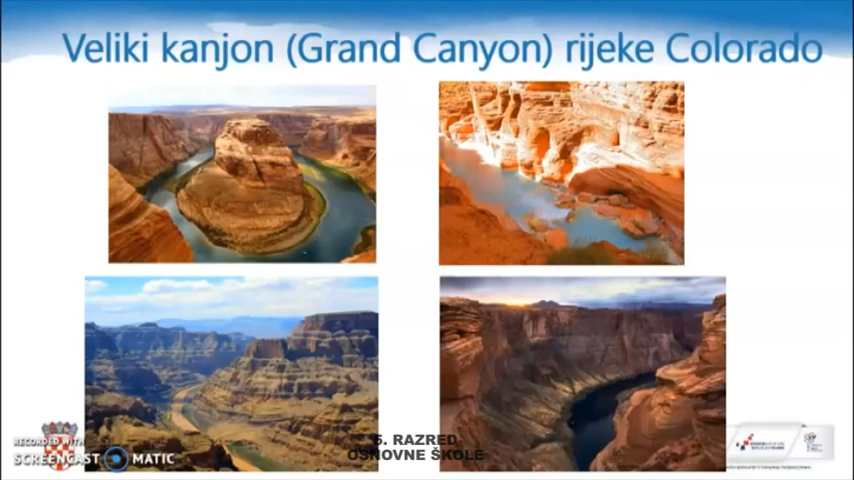 Veliki kanjon (Grand Canyon) rijeke Colorado
RECORDED WITH
SCREENCAST MATIC
5. RAZRED
OSNOVNE ŠKOLE